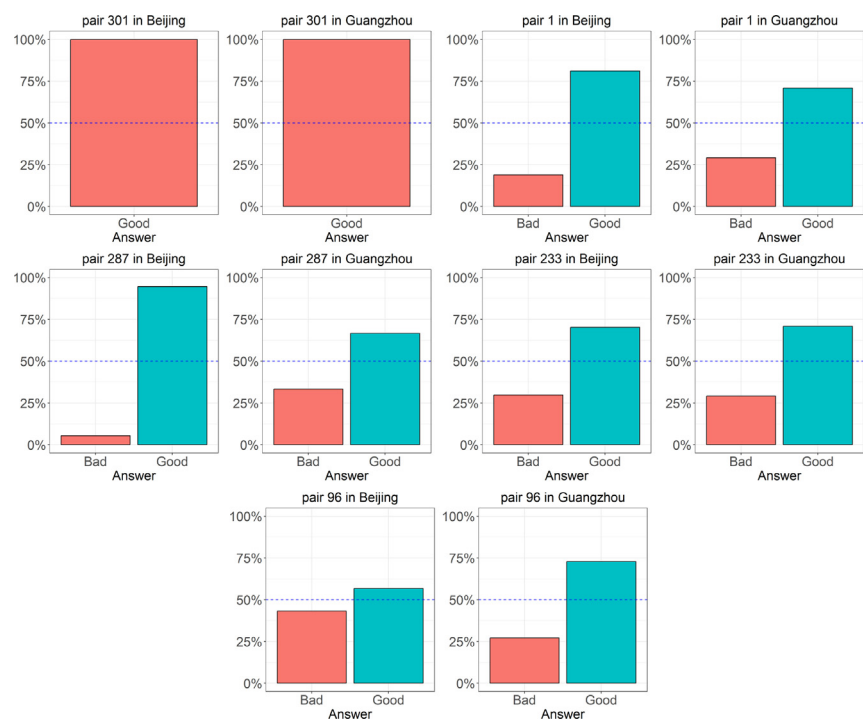 pair 301 in Beijing
pair 301 in Guangzhou
pair 1 in Beijing
pair 1 in Guangzhou
100%
75%
50%
25%
0%
Good
Answer
100%
75%
50%
25%
0%
Good
Answer
100%
75%
50%
25%
0%
Bad Good
Answer
100%
75%
50%
25%
0%
Bad Good
Answer
pair 287 in Beijing
pair 287 in Guangzhou
pair 233 in Beijing
pair 233 in Guangzhou
100%
75%
50%
25%
0%
Bad Good
Answer
100%
75%
50%
25%
0%
Bad Good
Answer
100%
75%
50%
25%
0%
Bad Good
Answer
100%
75%
50%
25%
0%
Bad Good
Answer
pair 96 in Beijing
pair 96 in Guangzhou
100%
75%
50%
25%
0%
Bad Good
Answer
100%
75%
50%
25%
0%
Bad Good
Answer